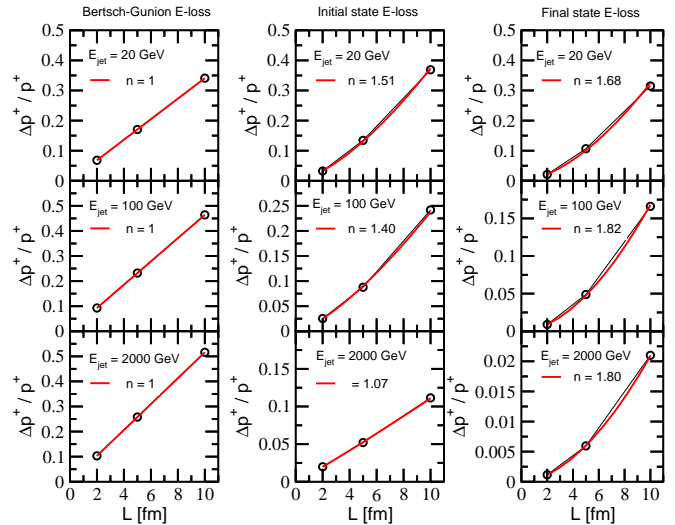 Bertsch-Gunion E-loss
Initial state E-loss
Final state E-loss
0.5
0.4
0.3
0.2
0.1
0
Δp⁺ / p⁺
E_jet = 20 GeV
n = 1
0.5
0.4
0.3
0.2
0.1
0
Δp⁺ / p⁺
E_jet = 20 GeV
n = 1.51
0.5
0.4
0.3
0.2
0.1
0
Δp⁺ / p⁺
E_jet = 20 GeV
n = 1.68
0.5
0.4
0.3
0.2
0.1
0
Δp⁺ / p⁺
E_jet = 100 GeV
n = 1
0.25
0.2
0.15
0.1
0.05
0
Δp⁺ / p⁺
E_jet = 100 GeV
n = 1.40
0.15
0.1
0.05
0
Δp⁺ / p⁺
E_jet = 100 GeV
n = 1.82
0.5
0.4
0.3
0.2
0.1
0
Δp⁺ / p⁺
E_jet = 2000 GeV
n = 1
0 2 4 6 8 10
L [fm]
0.15
0.1
0.05
0
Δp⁺ / p⁺
E_jet = 2000 GeV
= 1.07
0 2 4 6 8 10
L [fm]
0.02
0.015
0.01
0.005
0
Δp⁺ / p⁺
E_jet = 2000 GeV
n = 1.80
0 2 4 6 8 10
L [fm]